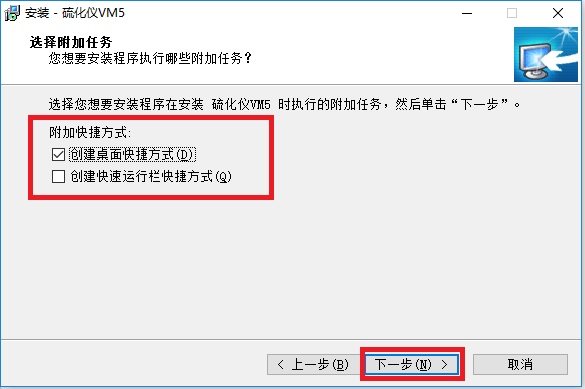 安装 - 硫化仪VM5
选择附加任务
您想要安装程序执行哪些附加任务？
选择您想要安装程序在安装 硫化仪VM5 时执行的附加任务，然后单击“下一步”。
附加快捷方式:
创建桌面快捷方式(D)
创建快速运行栏快捷方式(Q)
< 上一步(B) 下一步(N) > 取消